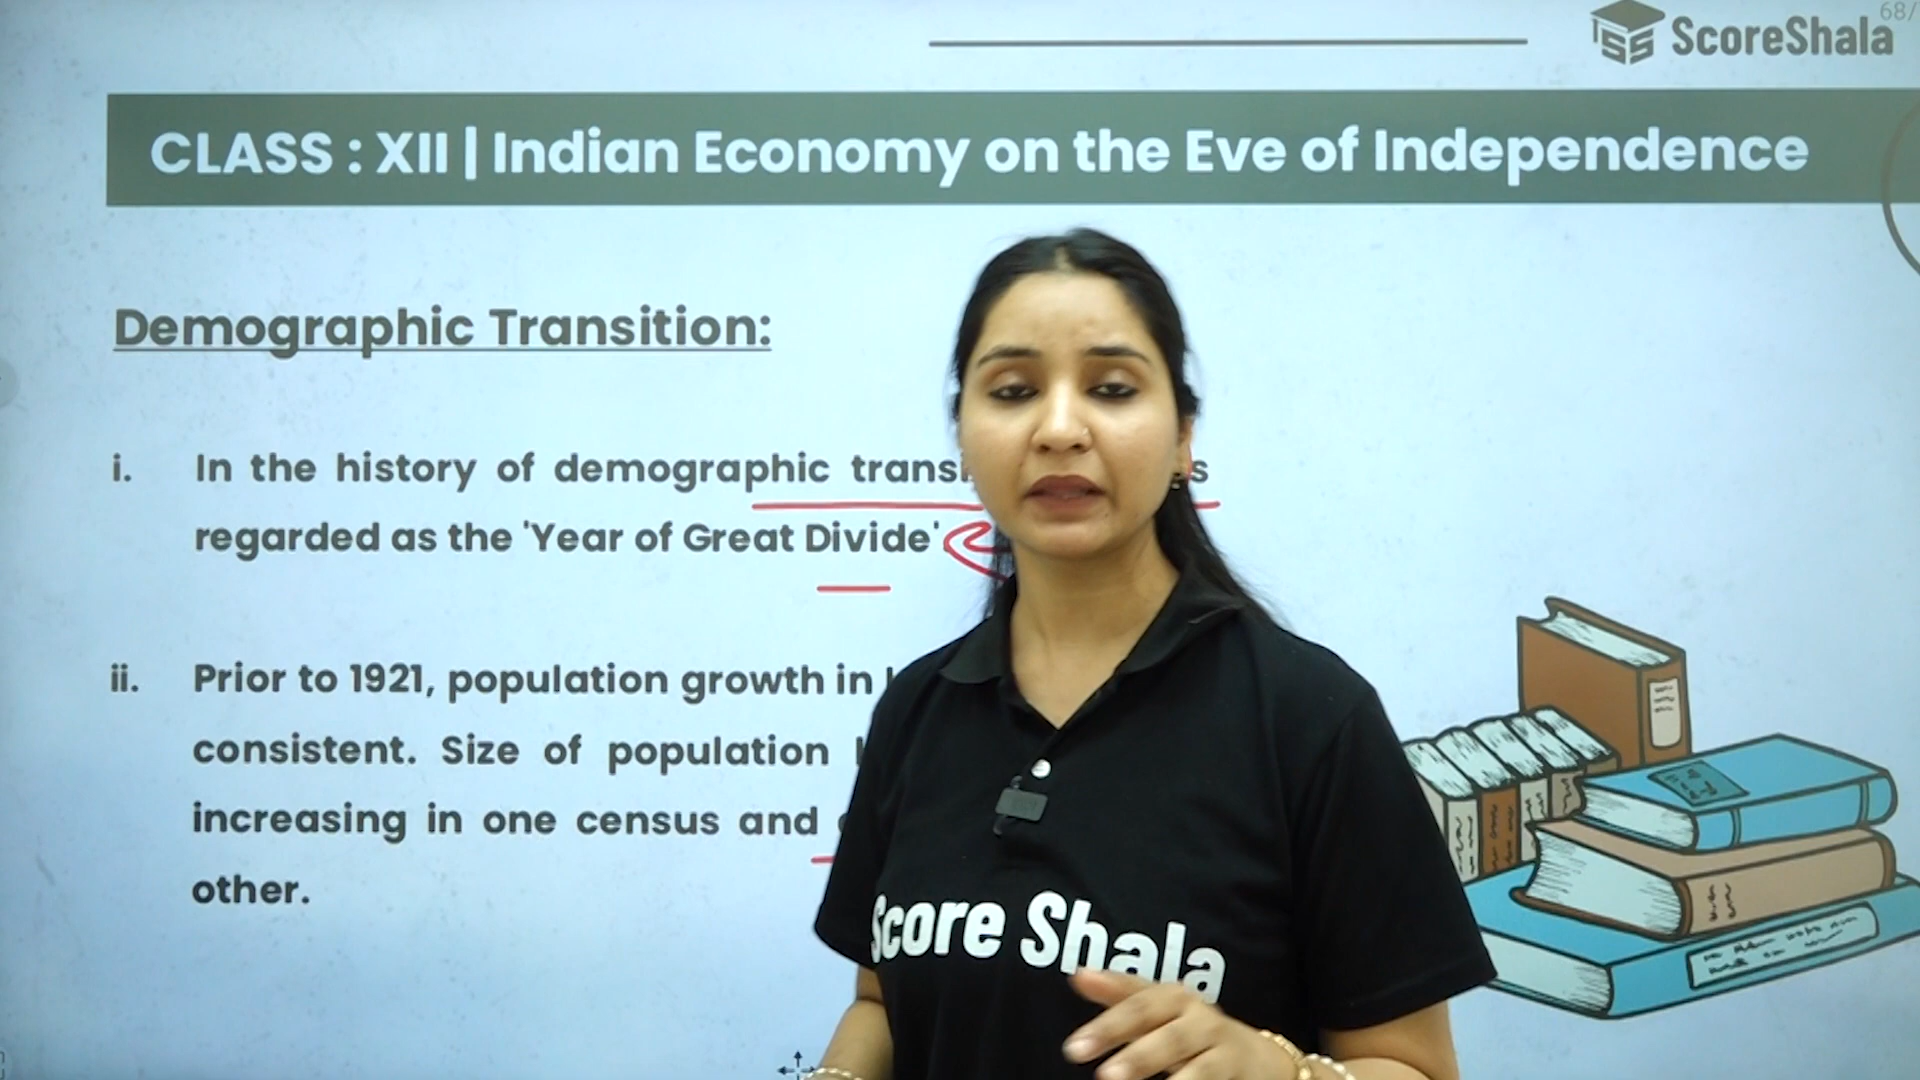 68/
ScoreShala
CLASS : XII | Indian Economy on the Eve of Independence
Demographic Transition:
i. In the history of demographic
regarded as the 'Year of Great Divide'
ii. Prior to 1921, population growth in
consistent. Size of population
increasing in one census and
other.
Score Shala